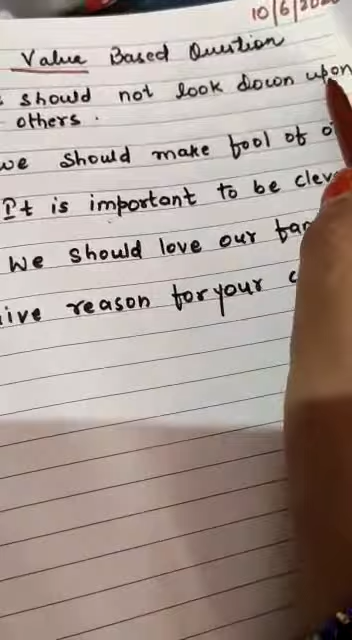 10/6/20
Value Based Question
should not look down upon
others.
we should make fool of
It is important to be clev
We should love our
ive reason for your